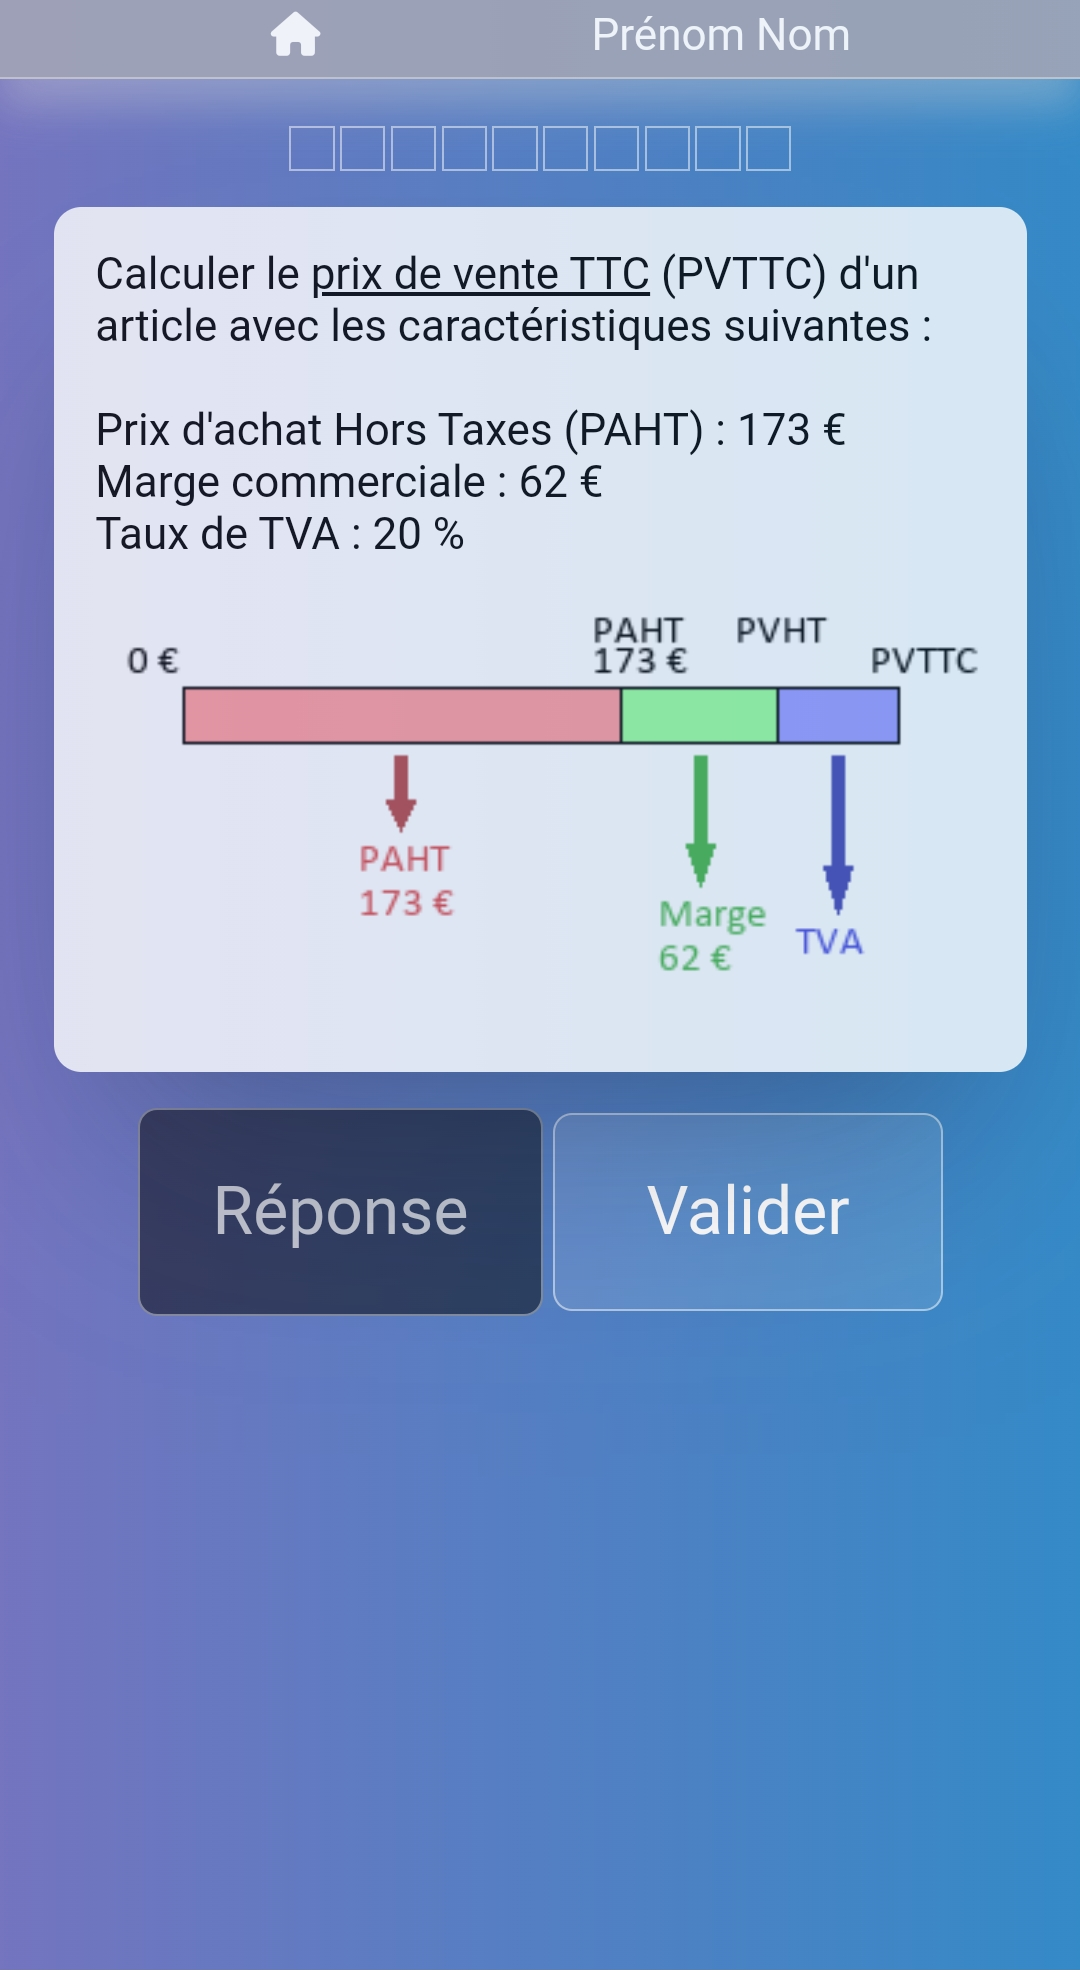 Prénom Nom
Calculer le prix de vente TTC (PVTTC) d'un
article avec les caractéristiques suivantes :
Prix d'achat Hors Taxes (PAHT) : 173 €
Marge commerciale : 62 €
Taux de TVA : 20 %
0 €
PAHT
173 €
PVHT
PVTTC
PAHT
173 €
Marge
62 €
TVA
Réponse
Valider